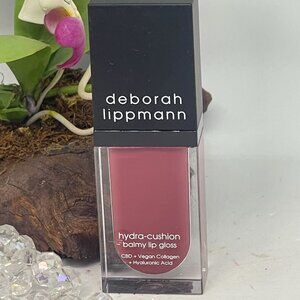 deborah
lippmann
hydra-cushion
- balmy lip gloss
CBD + Vegan Collagen
+ Hyaluronic Acid